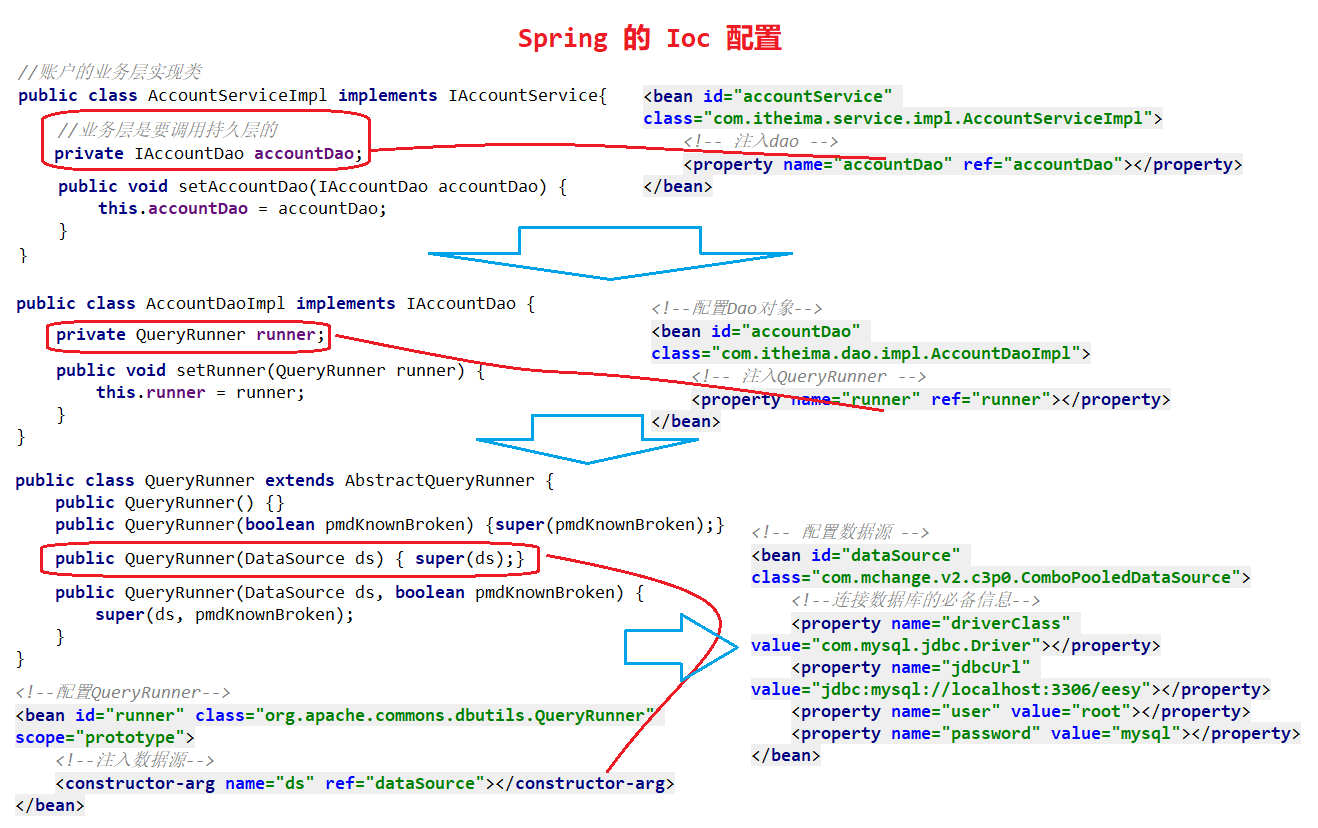 Spring 的 Ioc 配置
//账户的业务层实现类
public class AccountServiceImpl implements IAccountService{
//业务层是要调用持久层的
private IAccountDao accountDao;
public void setAccountDao(IAccountDao accountDao) {
this.accountDao = accountDao;
}
}
<bean id="accountService"
class="com.itheima.service.impl.AccountServiceImpl">
<!-- 注入dao -->
<property name="accountDao" ref="accountDao"></property>
</bean>
public class AccountDaoImpl implements IAccountDao {
private QueryRunner runner;
public void setRunner(QueryRunner runner) {
this.runner = runner;
}
}
<!--配置Dao对象-->
<bean id="accountDao"
class="com.itheima.dao.impl.AccountDaoImpl">
<!-- 注入QueryRunner -->
<property name="runner" ref="runner"></property>
</bean>
public class QueryRunner extends AbstractQueryRunner {
public QueryRunner() {}
public QueryRunner(boolean pmdKnownBroken) {super(pmdKnownBroken);}
public QueryRunner(DataSource ds) { super(ds);}
public QueryRunner(DataSource ds, boolean pmdKnownBroken) {
super(ds, pmdKnownBroken);
}
}
<!--配置QueryRunner-->
<bean id="runner" class="org.apache.commons.dbutils.QueryRunner"
scope="prototype">
<!--注入数据源-->
<constructor-arg name="ds" ref="dataSource"></constructor-arg>
</bean>
<!-- 配置数据源 -->
<bean id="dataSource"
class="com.mchange.v2.c3p0.ComboPooledDataSource">
<!--连接数据库的必备信息-->
<property name="driverClass"
value="com.mysql.jdbc.Driver"></property>
<property name="jdbcUrl"
value="jdbc:mysql://localhost:3306/eesy"></property>
<property name="user" value="root"></property>
<property name="password" value="mysql"></property>
</bean>